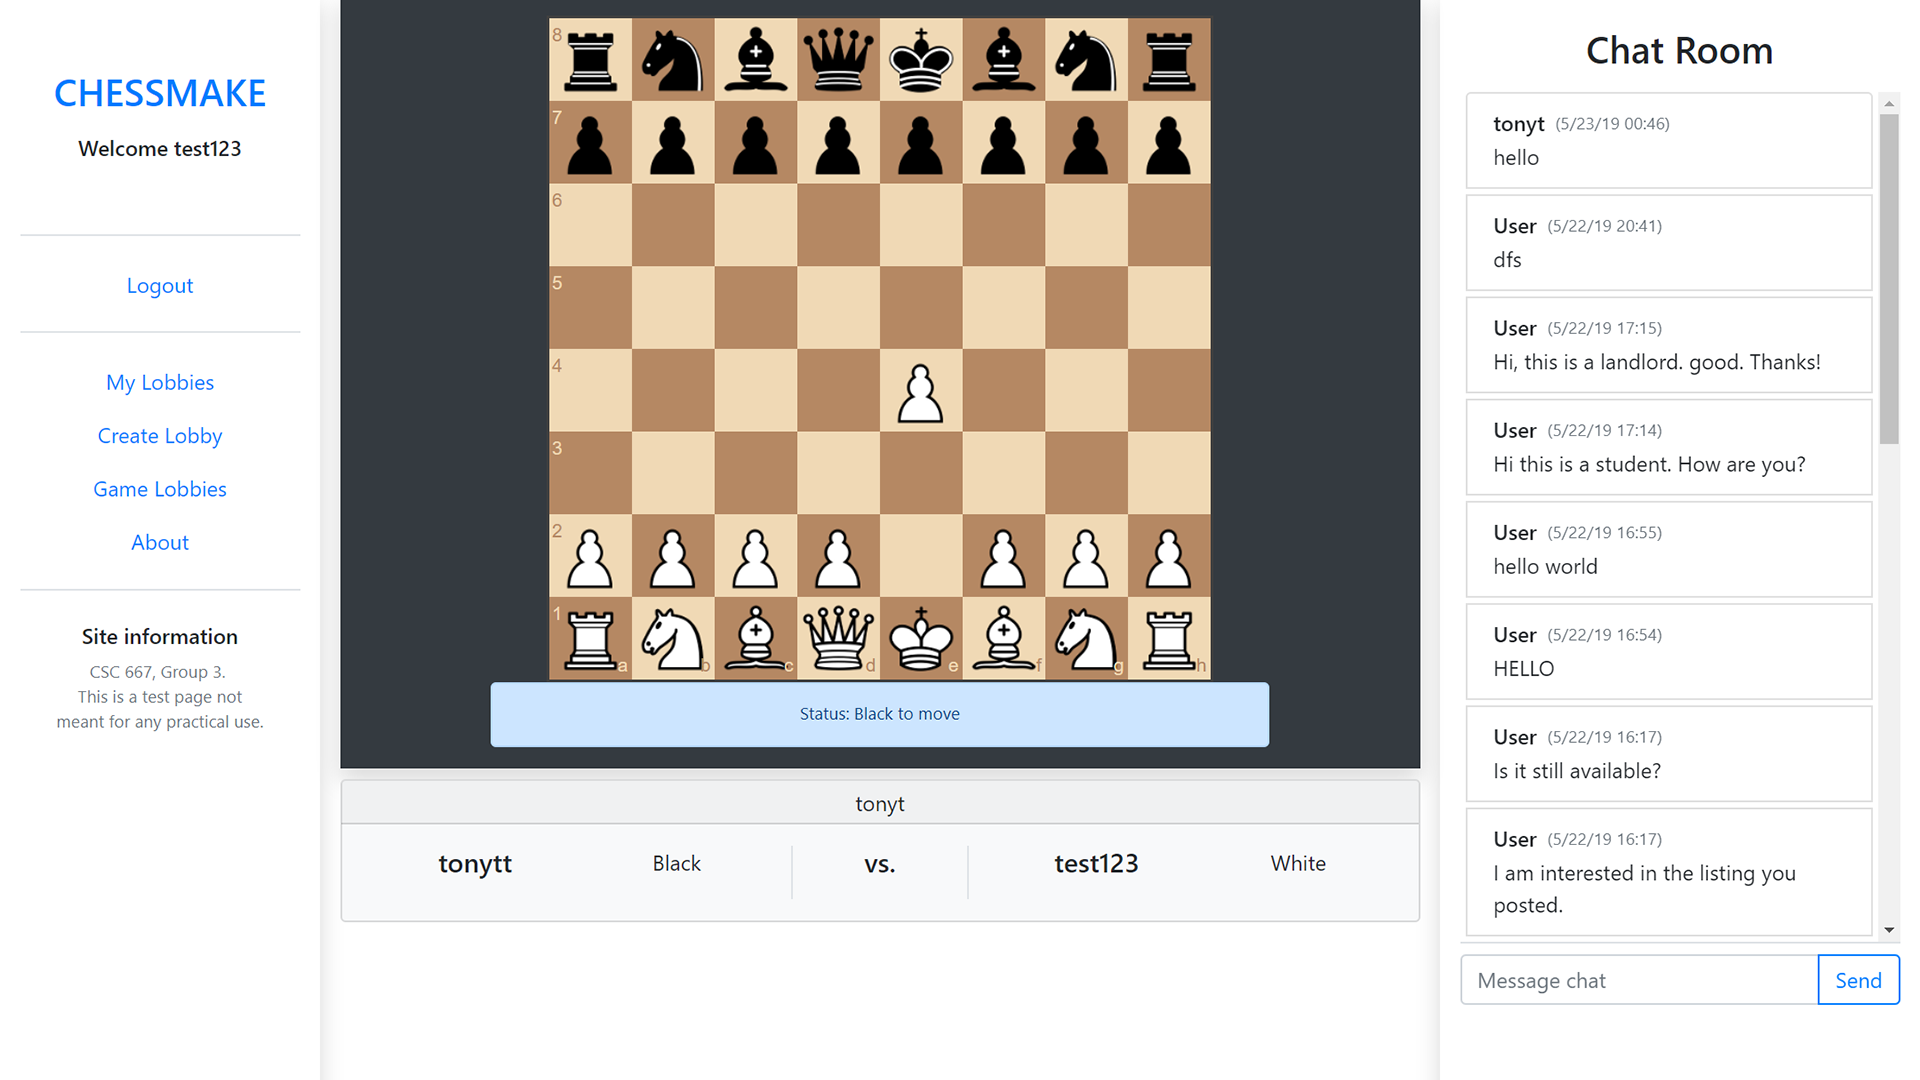 CHESSMAKE
Welcome test123
Logout
My Lobbies
Create Lobby
Game Lobbies
About
Site information
CSC 667, Group 3.
This is a test page not
meant for any practical use.
8
7
6
5
4
3
2
1
a b c d e f g h
Status: Black to move
tonyt
tonytt Black vs. test123 White
Chat Room
tonyt (5/23/19 00:46)
hello
User (5/22/19 20:41)
dfs
User (5/22/19 17:15)
Hi, this is a landlord. good. Thanks!
User (5/22/19 17:14)
Hi this is a student. How are you?
User (5/22/19 16:55)
hello world
User (5/22/19 16:54)
HELLO
User (5/22/19 16:17)
Is it still available?
User (5/22/19 16:17)
I am interested in the listing you
posted.
Message chat
Send